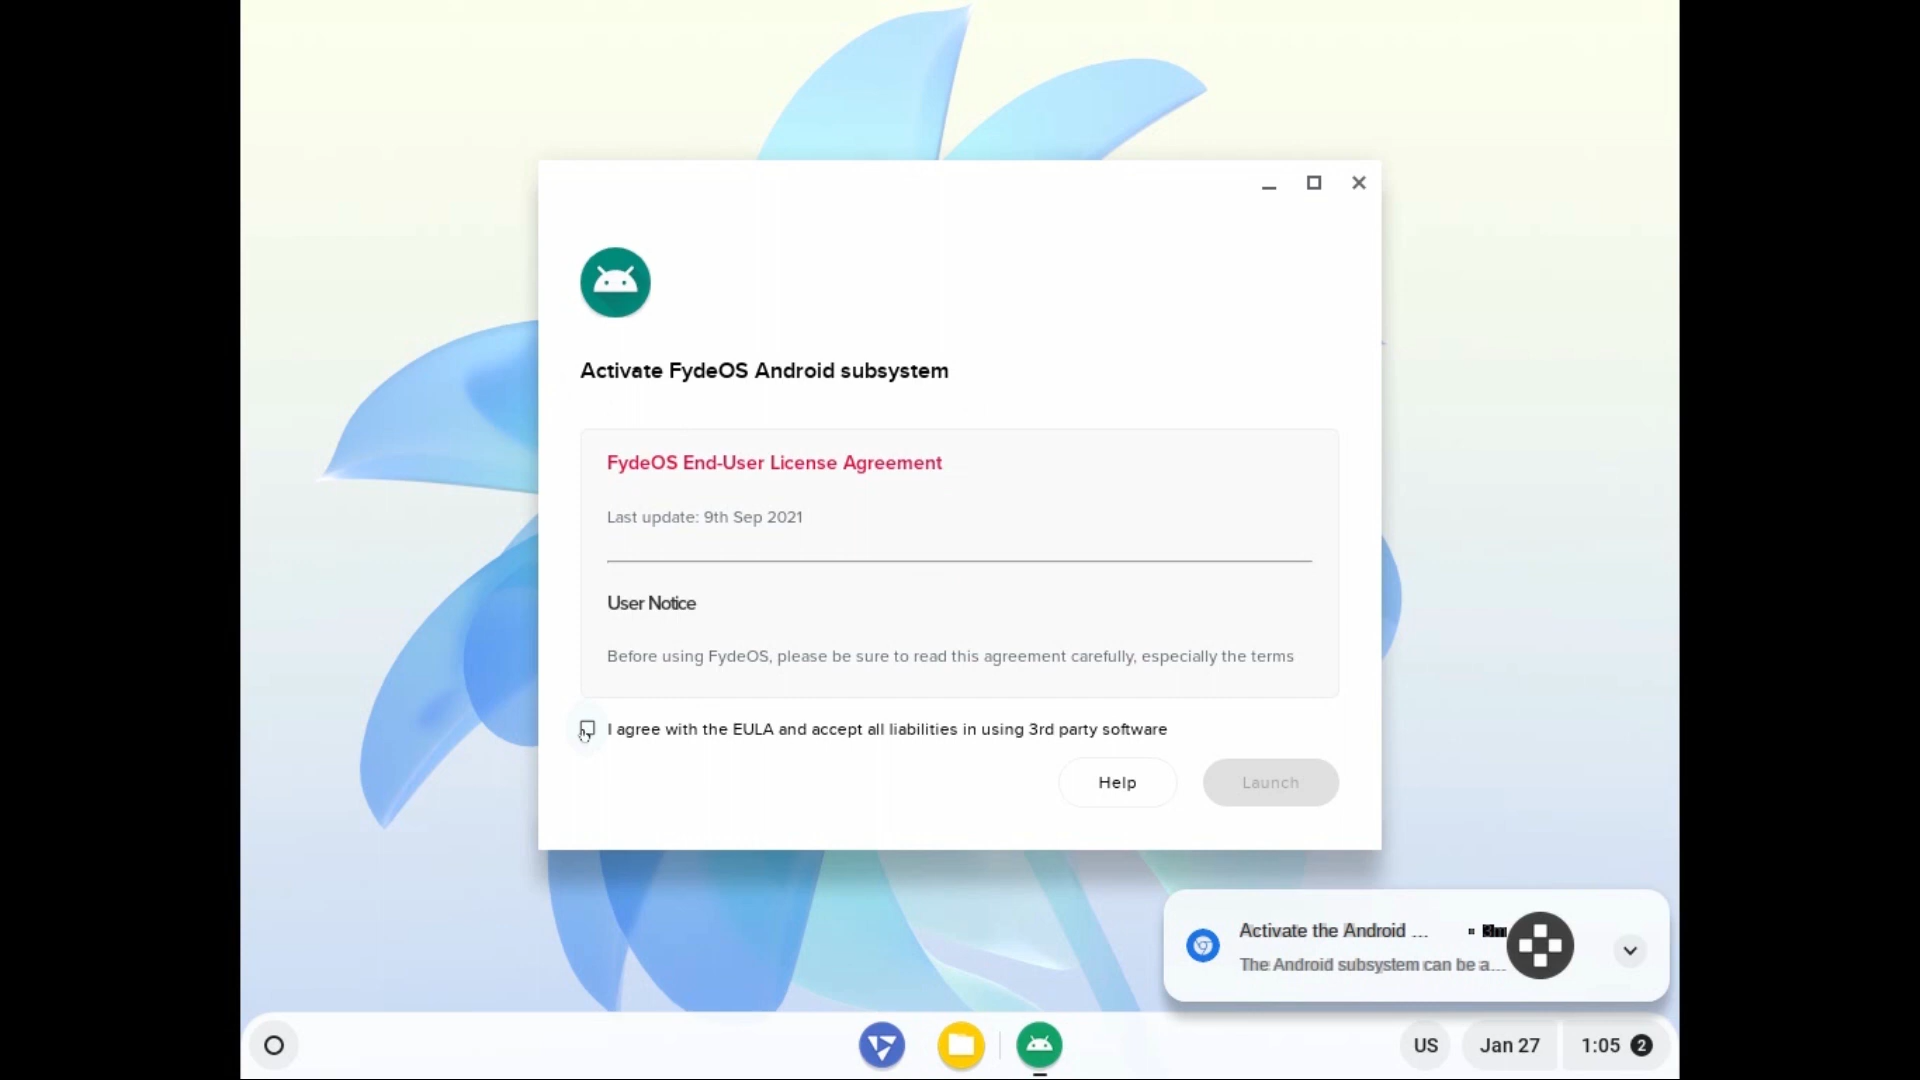 Activate FydeOS Android subsystem
FydeOS End-User License Agreement
Last update: 9th Sep 2021
User Notice
Before using FydeOS, please be sure to read this agreement carefully, especially the terms
I agree with the EULA and accept all liabilities in using 3rd party software
Help
Launch
Activate the Android ...
The Android subsystem can be a...
US
Jan 27
1:05
2